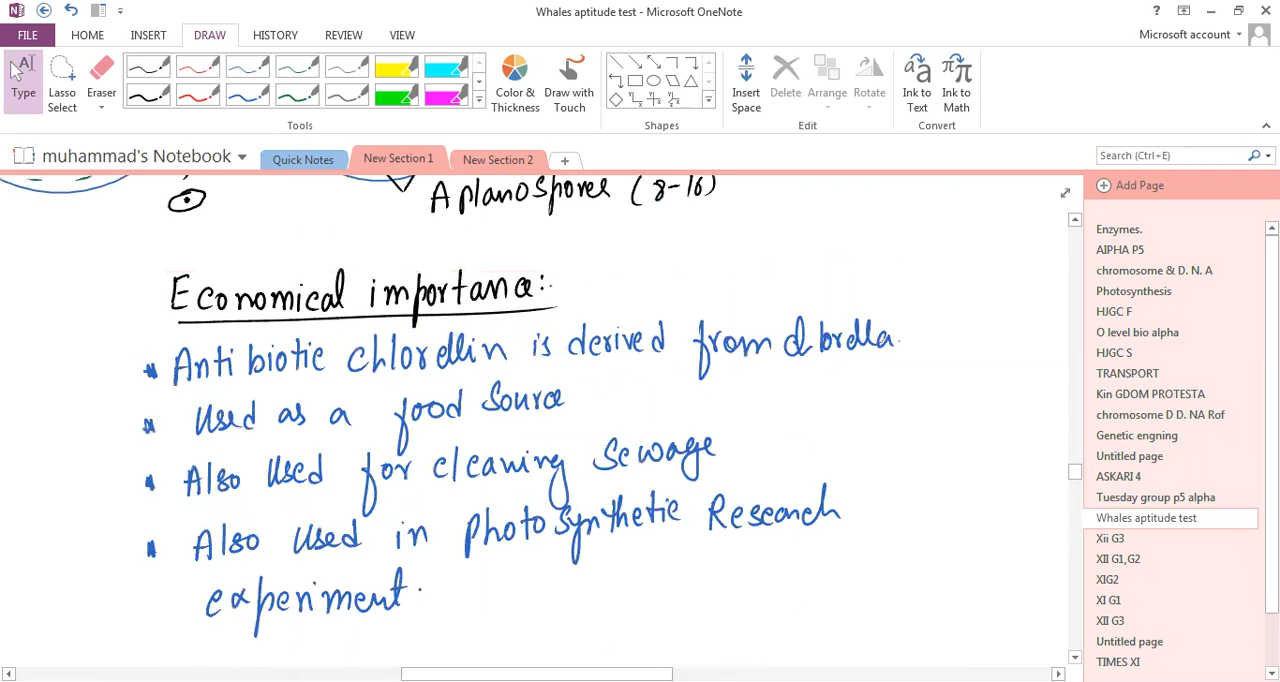 Whales aptitude test - Microsoft OneNote
FILE HOME INSERT DRAW HISTORY REVIEW VIEW
Microsoft account
Type
Lasso Select
Eraser
Color & Thickness
Draw with Touch
Insert Space
Delete
Arrange
Rotate
Ink to Text
Ink to Math
Tools
Shapes
Edit
Convert
muhammad's Notebook
Quick Notes
New Section 1
New Section 2
Search (Ctrl+E)
Aplanospores (8-16)
Economical importance:
Antibiotic chlorellin is derived from
Used as a food source
Also used for cleaning Sewage
Also used in Photosynthetic Research
experiment.
Add Page
Enzymes.
AlPHA P5
chromosome & D. N. A
Photosynthesis
HJGC F
O level bio alpha
HJGC S
TRANSPORT
Kin GDOM PROTESTA
chromosome D D. NA Rof
Genetic engning
Untitled page
ASKARI 4
Tuesday group p5 alpha
Whales aptitude test
Xii G3
XII G1,G2
XIG2
XI G1
XII G3
Untitled page
TIMES XI